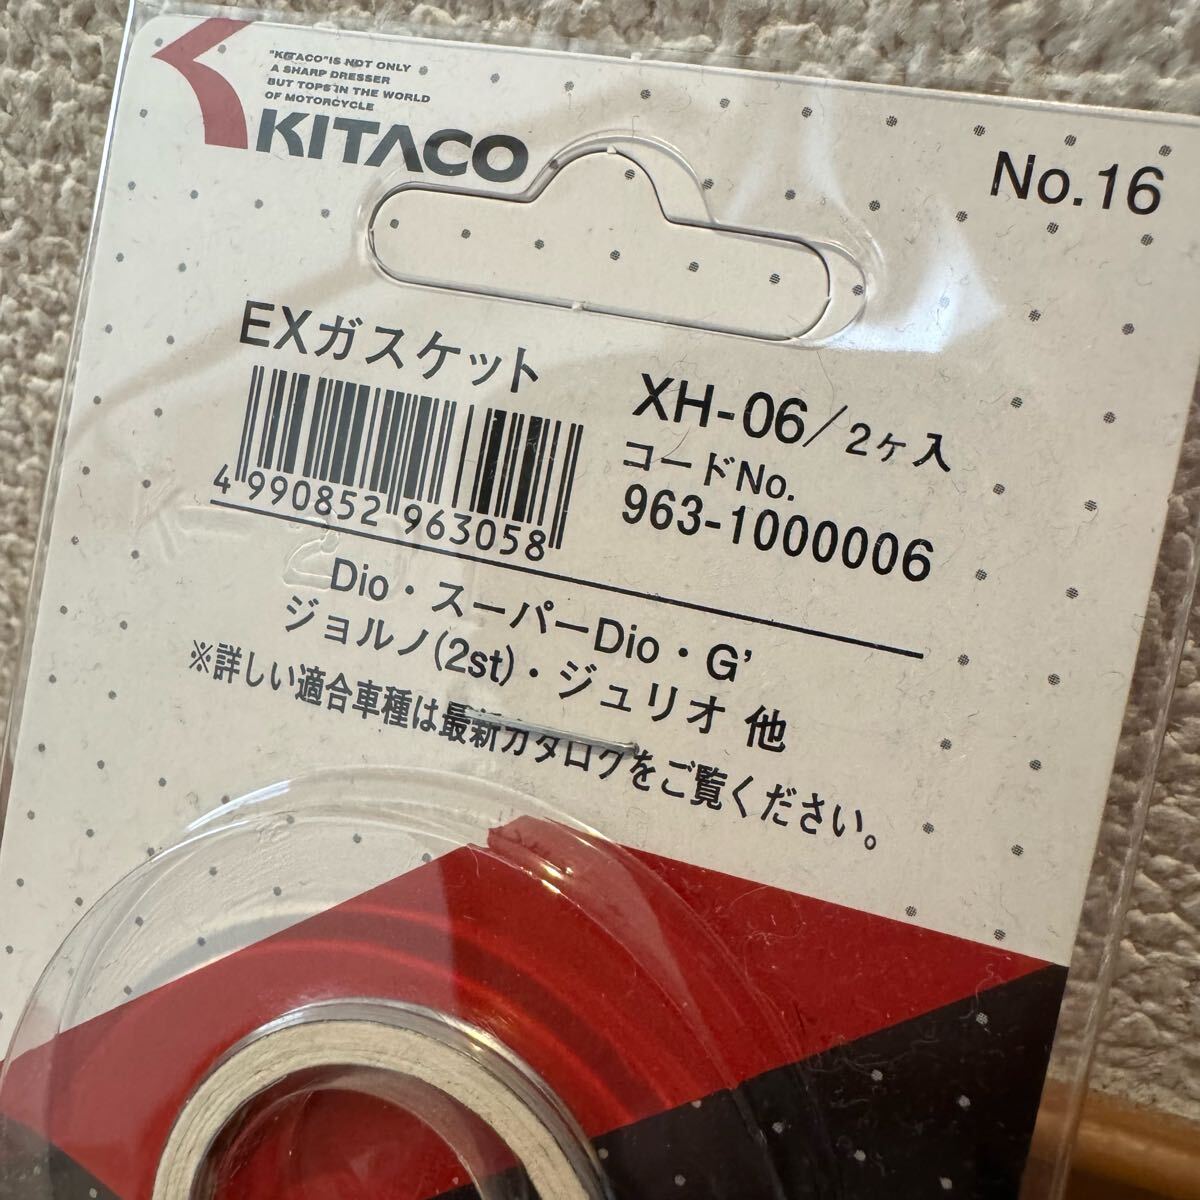 "KITACO" IS NOT ONLY
A SHARP DRESSER
BUT TOPS IN THE WORLD
OF MOTORCYCLE
KITACO
No.16
EXガスケット
XH-06/2ヶ入
コードNo.
963-1000006
4990852963058
Dio・スーパーDio・G’
ジョルノ(2st)・ジュリオ 他
※詳しい適合車種は最新カタログをご覧ください。